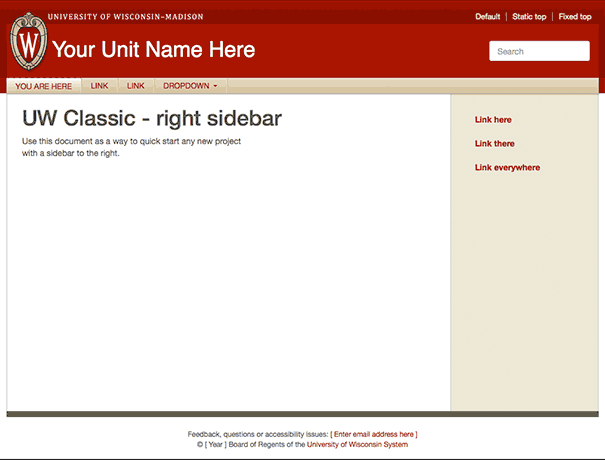 UNIVERSITY OF WISCONSIN–MADISON
Default Static top Fixed top
W
Your Unit Name Here
Search
YOU ARE HERE LINK LINK DROPDOWN
UW Classic - right sidebar
Use this document as a way to quick start any new project
with a sidebar to the right.
Link here
Link there
Link everywhere
Feedback, questions or accessibility issues: [ Enter email address here ]
© [ Year ] Board of Regents of the University of Wisconsin System